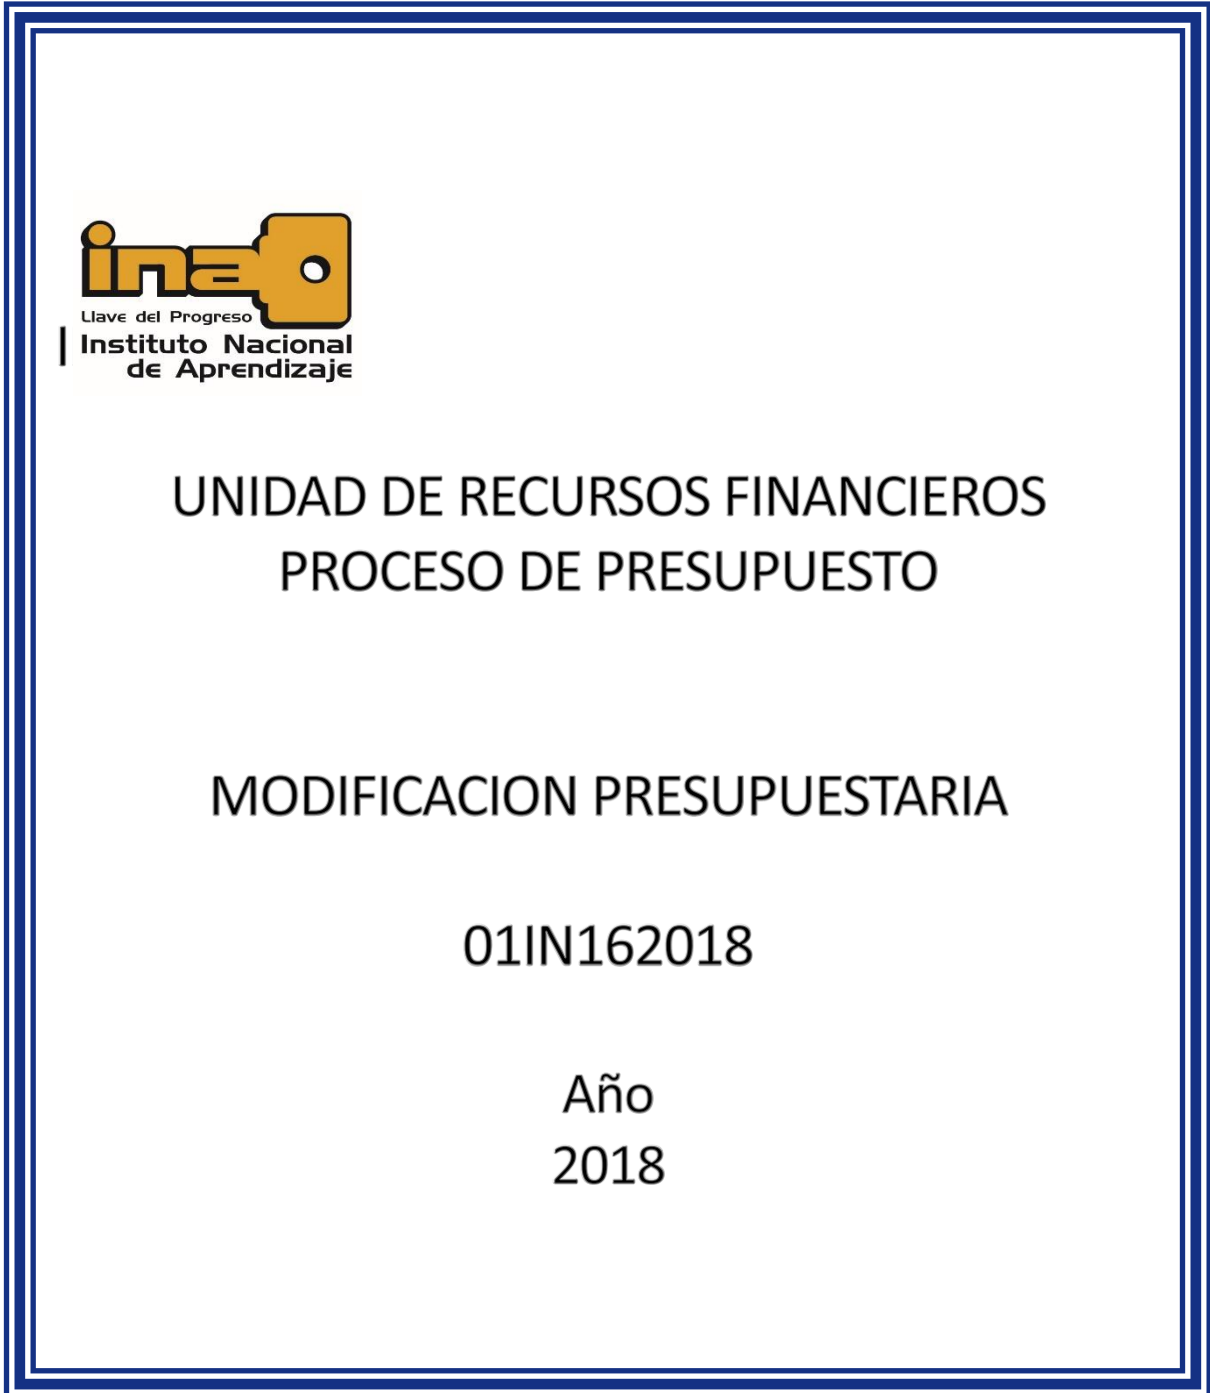 ina
Llave del Progreso
Instituto Nacional
de Aprendizaje
UNIDAD DE RECURSOS FINANCIEROS
PROCESO DE PRESUPUESTO
MODIFICACION PRESUPUESTARIA
01IN162018
Año
2018